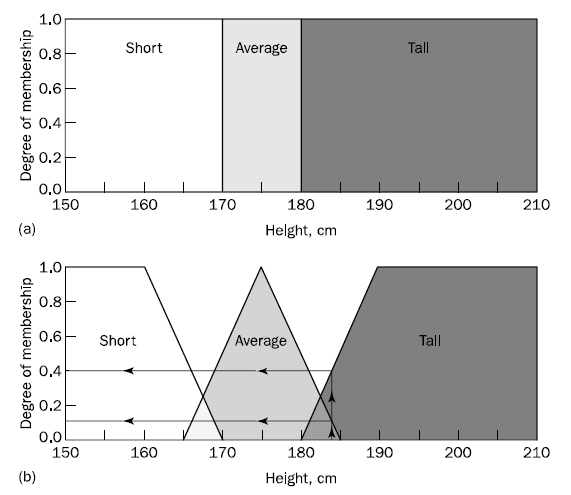 Degree of membership
1.0
0.8
0.6
0.4
0.2
0.0
Short
Average
Tall
150 160 170 180 190 200 210
(a)
Height, cm
Degree of membership
1.0
0.8
0.6
0.4
0.2
0.0
Short
Average
Tall
150 160 170 180 190 200 210
(b)
Height, cm